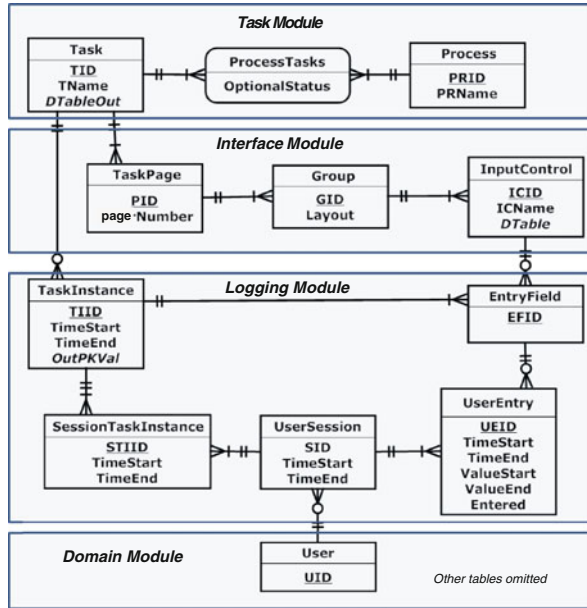 Task Module
Task
TID
TName
DTableOut
ProcessTasks
OptionalStatus
Process
PRID
PRName
Interface Module
TaskPage
PID
page Number
Group
GID
Layout
InputControl
ICID
ICName
DTable
Logging Module
TaskInstance
TIID
TimeStart
TimeEnd
OutPKVal
EntryField
EFID
SessionTaskInstance
STIID
TimeStart
TimeEnd
UserSession
SID
TimeStart
TimeEnd
UserEntry
UEID
TimeStart
TimeEnd
ValueStart
ValueEnd
Entered
Domain Module
User
UID
Other tables omitted